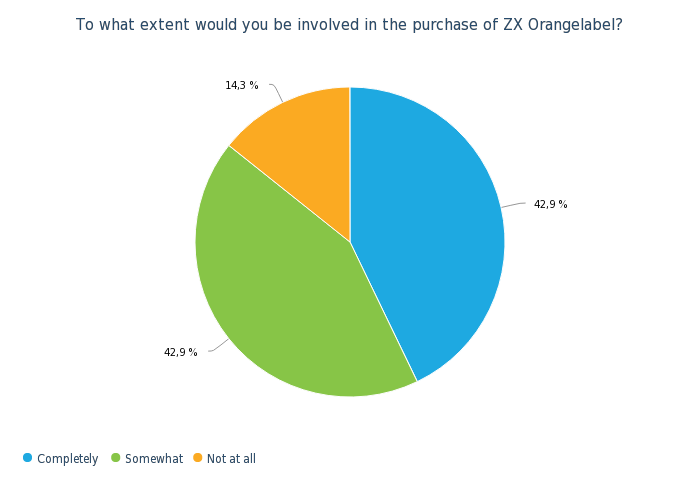 To what extent would you be involved in the purchase of ZX Orangelabel?
14,3 %
42,9 %
42,9 %
Completely
Somewhat
Not at all